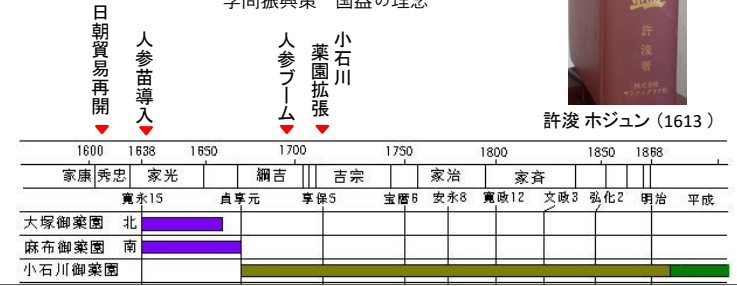 学問振興策 国益の理念
日朝貿易再開
人参苗導入
人参ブーム
薬園拡張
小石川
許浚著
許浚 ホジュン（1613 ）
1600 1638 1650 1700 1750 1800 1850 1868
家康 秀忠 家光 綱吉 吉宗 家治 家斉
寛永15 貞享元 享保5 宝暦6 安永8 寛政12 文政3 弘化2 明治 平成
大塚御薬園 北
麻布御薬園 南
小石川御薬園